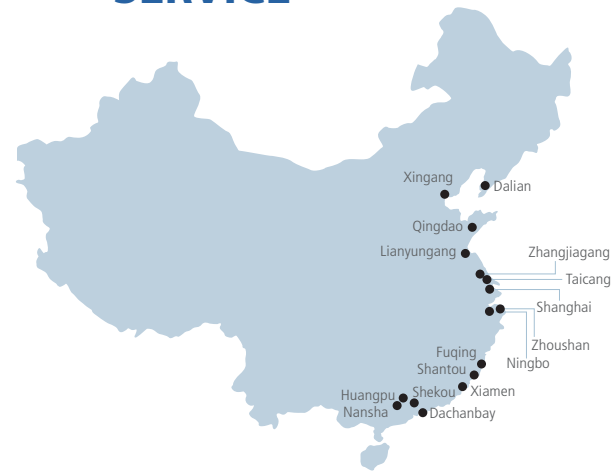 SERVICE
Xingang
Dalian
Qingdao
Lianyungang
Zhangjiagang
Taicang
Shanghai
Zhoushan
Ningbo
Fuqing
Shantou
Xiamen
Huangpu
Shekou
Nansha
Dachanbay